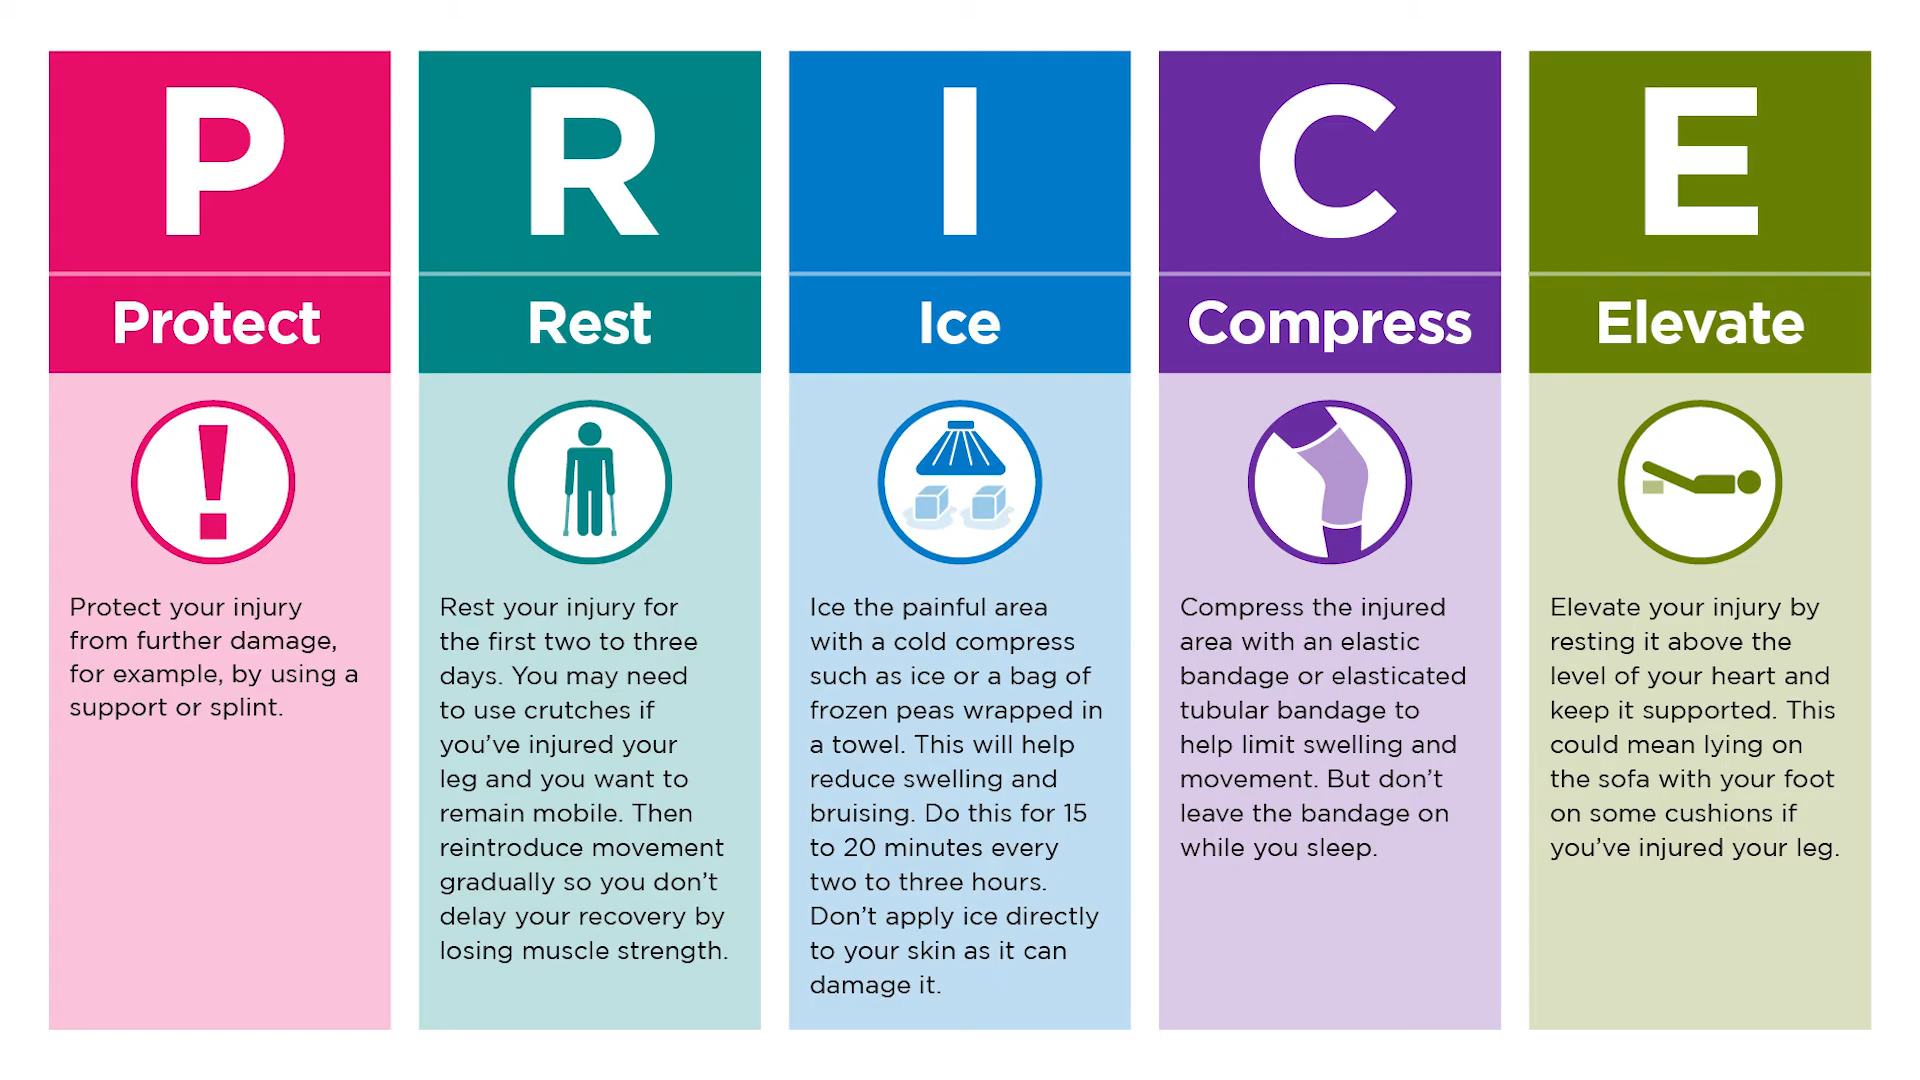 P
Protect
Protect your injury
from further damage,
for example, by using a
support or splint.
R
Rest
Rest your injury for
the first two to three
days. You may need
to use crutches if
you’ve injured your
leg and you want to
remain mobile. Then
reintroduce movement
gradually so you don’t
delay your recovery by
losing muscle strength.
I
Ice
Ice the painful area
with a cold compress
such as ice or a bag of
frozen peas wrapped in
a towel. This will help
reduce swelling and
bruising. Do this for 15
to 20 minutes every
two to three hours.
Don’t apply ice directly
to your skin as it can
damage it.
C
Compress
Compress the injured
area with an elastic
bandage or elasticated
tubular bandage to
help limit swelling and
movement. But don’t
leave the bandage on
while you sleep.
E
Elevate
Elevate your injury by
resting it above the
level of your heart and
keep it supported. This
could mean lying on
the sofa with your foot
on some cushions if
you’ve injured your leg.